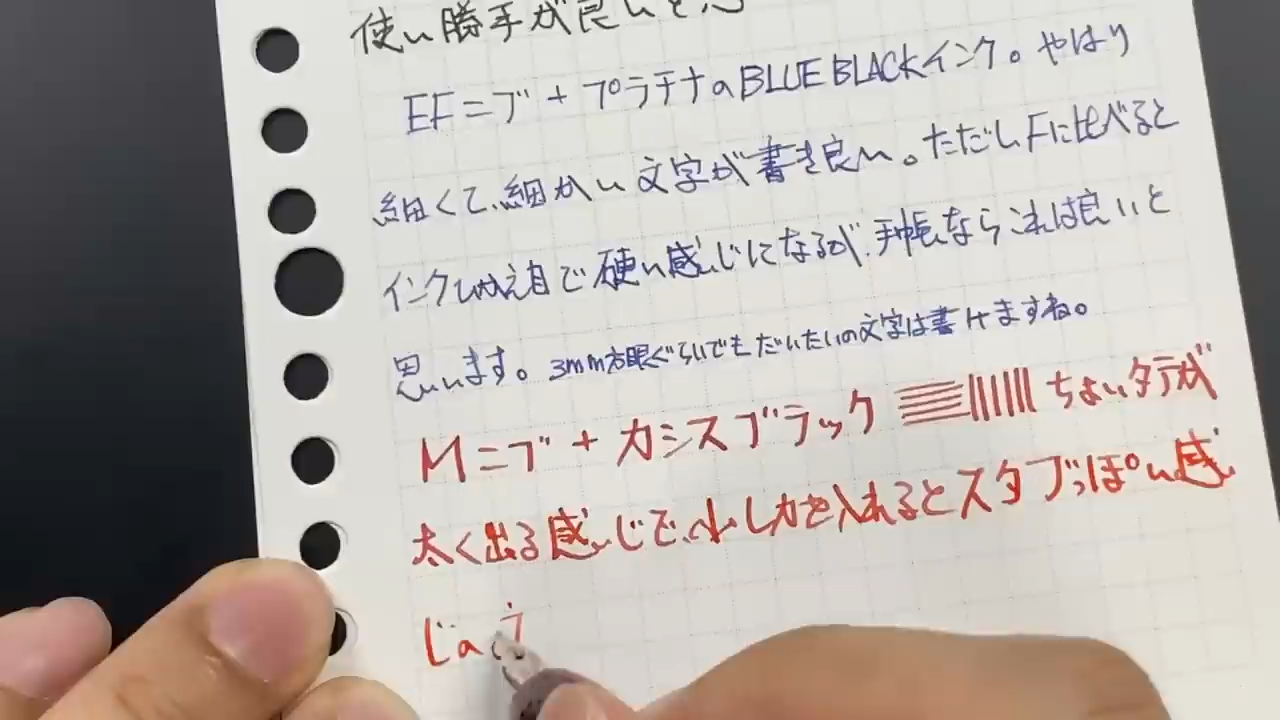 使い勝手が良いと思
EFニブ + プラチナのBLUE BLACKインク。やはり
細くて、細かい文字が書き良い。ただしFに比べると
インクひかえ目で硬い感じになるが、手帳ならこれは良いと
思います。3mm方眼ぐらいでもだいたいの文字は書けますね。
Mニブ + カシスブラック ちょいタテが
太く出る感じで、少し力を入れるとスタブっぽい感
じの